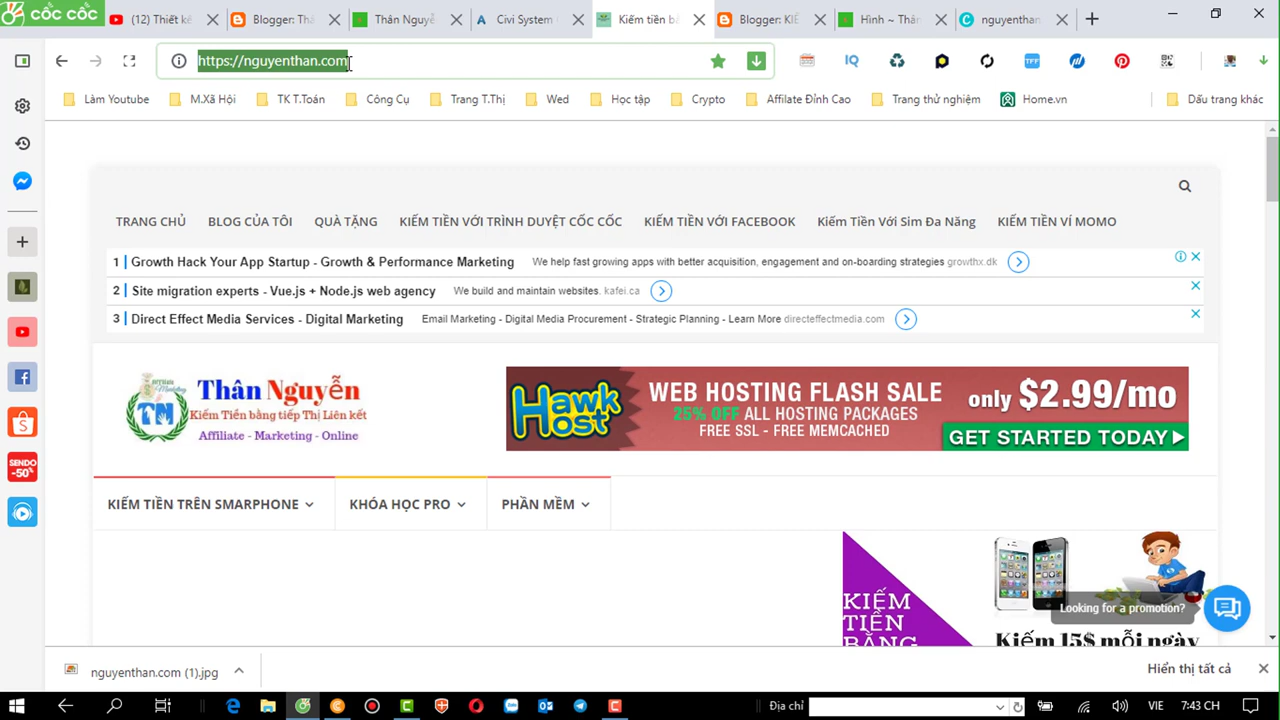 cốc cốc
(12) Thiết kế
Blogger: Thâ
Thân Nguyễ
Civi System
Kiếm tiền bằ
Blogger: KIẾ
Hình ~ Thân
nguyenthan.
https://nguyenthan.com
Làm Youtube
M.Xã Hội
TK T.Toán
Công Cụ
Trang T.Thị
Wed
Học tập
Crypto
Affilate Đỉnh Cao
Trang thử nghiệm
Home.vn
Dấu trang khác
TRANG CHỦ
BLOG CỦA TÔI
QUÀ TẶNG
KIẾM TIỀN VỚI TRÌNH DUYỆT CỐC CỐC
KIẾM TIỀN VỚI FACEBOOK
Kiếm Tiền Với Sim Đa Năng
KIẾM TIỀN VÍ MOMO
1 Growth Hack Your App Startup - Growth & Performance Marketing We help fast growing apps with better acquisition, engagement and on-boarding strategies growthx.dk
2 Site migration experts - Vue.js + Node.js web agency We build and maintain websites. kafei.ca
3 Direct Effect Media Services - Digital Marketing Email Marketing - Digital Media Procurement - Strategic Planning - Learn More directeffectmedia.com
TN
Thân Nguyễn
Kiếm Tiền bằng tiếp Thị Liên kết
Affiliate - Marketing - Online
Hawk Host
WEB HOSTING FLASH SALE
25% OFF ALL HOSTING PACKAGES
FREE SSL - FREE MEMCACHED
only $2.99/mo
GET STARTED TODAY
KIẾM TIỀN TRÊN SMARPHONE
KHÓA HỌC PRO
PHẦN MỀM
KIẾM
TIỀN
BẰNG
Looking for a promotion?
Kiếm 15$ mỗi ngày
SENDO
-50%
nguyenthan.com (1).jpg
Hiển thị tất cả
Địa chỉ
VIE
7:43 CH